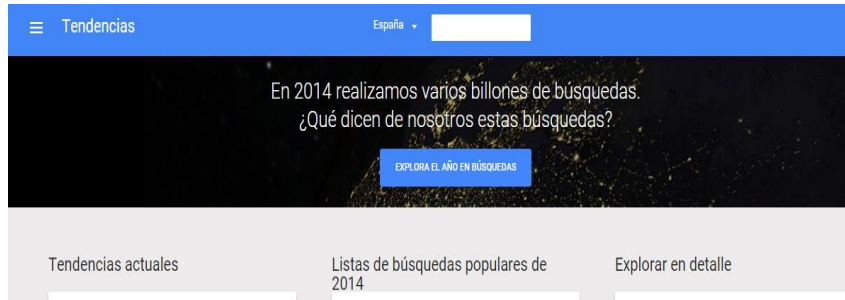 Tendencias
España
En 2014 realizamos varios billones de búsquedas.
¿Qué dicen de nosotros estas búsquedas?
EXPLORA EL AÑO EN BÚSQUEDAS
Tendencias actuales
Listas de búsquedas populares de
2014
Explorar en detalle